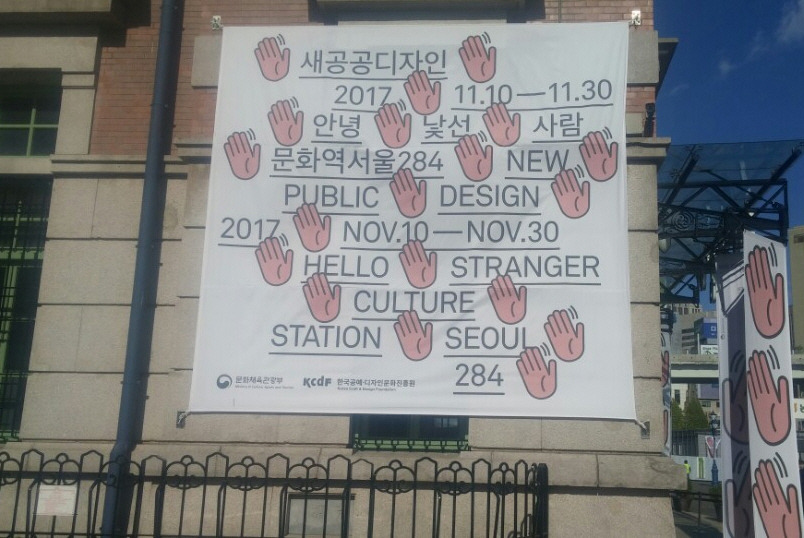 새공공디자인
2017 11.10—11.30
안녕 낯선 사람
문화역서울284 NEW
PUBLIC DESIGN
2017 NOV.10—NOV.30
HELLO STRANGER
CULTURE
STATION SEOUL
284
문화체육관광부 KCDF 한국공예·디자인문화진흥원